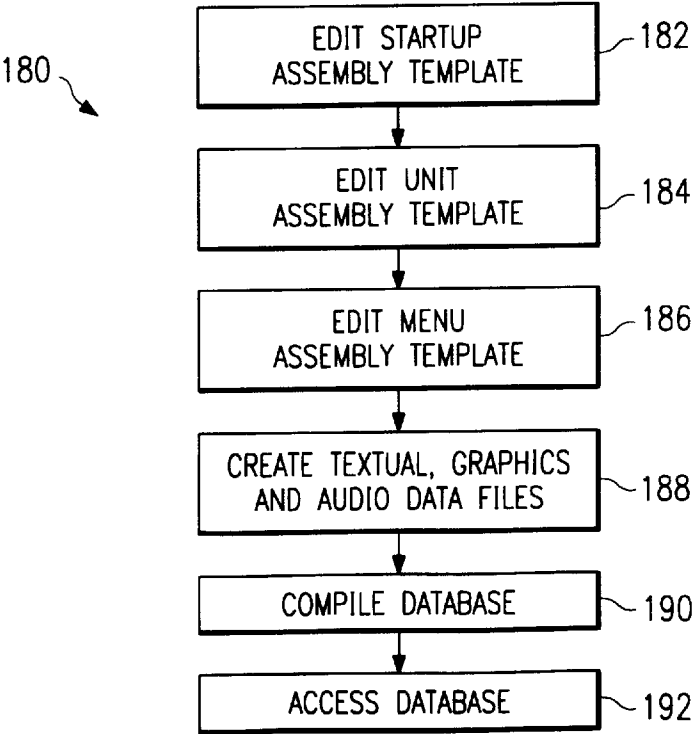 180
EDIT STARTUP
ASSEMBLY TEMPLATE
182
EDIT UNIT
ASSEMBLY TEMPLATE
184
EDIT MENU
ASSEMBLY TEMPLATE
186
CREATE TEXTUAL, GRAPHICS
AND AUDIO DATA FILES
188
COMPILE DATABASE
190
ACCESS DATABASE
192